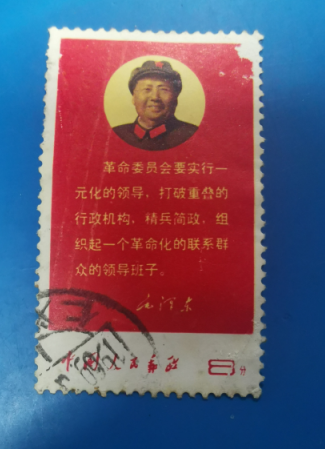 革命委员会要实行一
元化的领导，打破重叠的
行政机构，精兵简政，组
织起一个革命化的联系群
众的领导班子。
毛泽东
中国人民邮政
8分